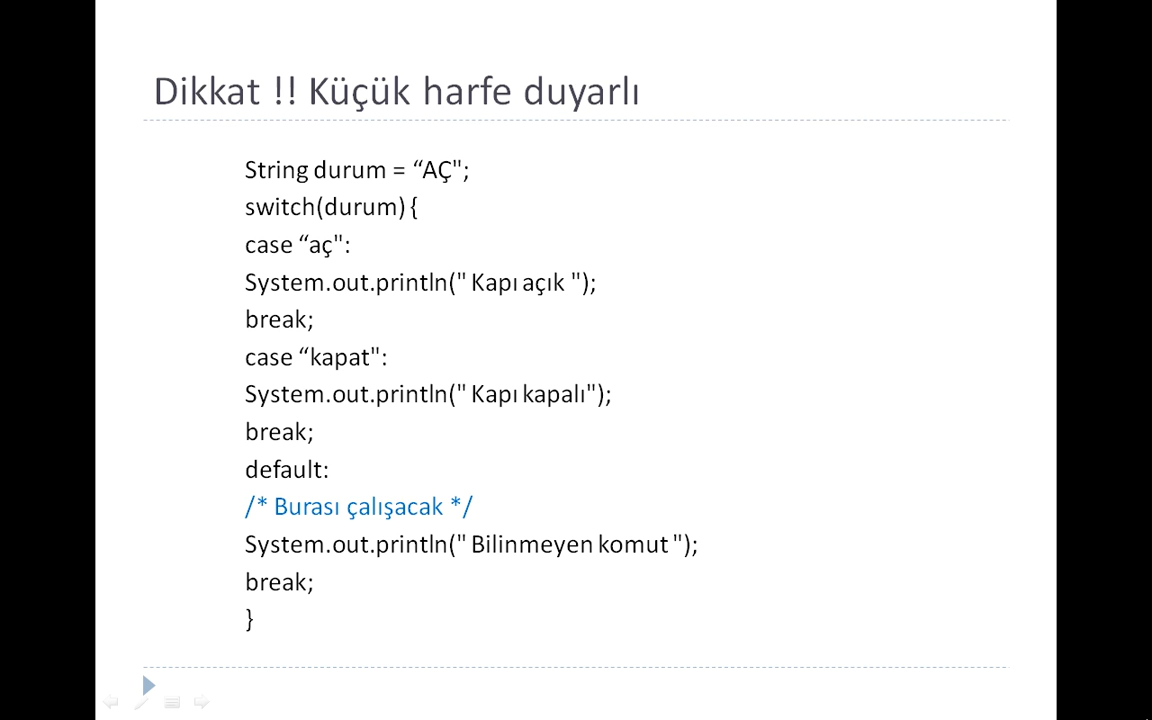 Dikkat !! Küçük harfe duyarlı
String durum = “AÇ";
switch(durum) {
case “aç":
System.out.println(" Kapı açık ");
break;
case “kapat":
System.out.println(" Kapı kapalı");
break;
default:
/* Burası çalışacak */
System.out.println(" Bilinmeyen komut ");
break;
}